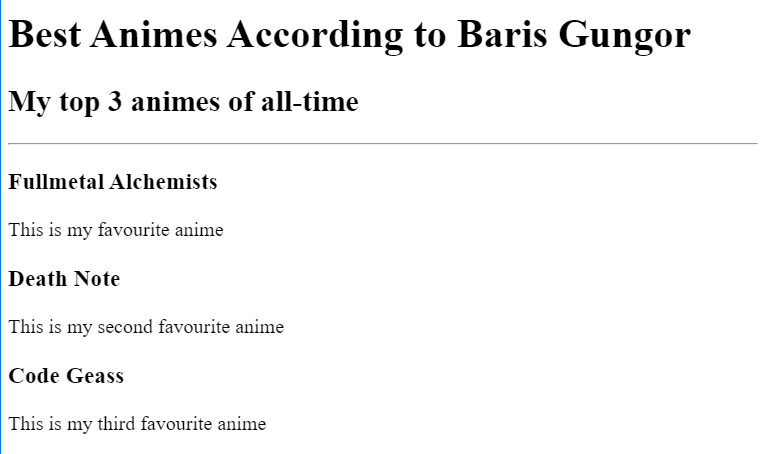 Best Animes According to Baris Gungor
My top 3 animes of all-time
Fullmetal Alchemists
This is my favourite anime
Death Note
This is my second favourite anime
Code Geass
This is my third favourite anime